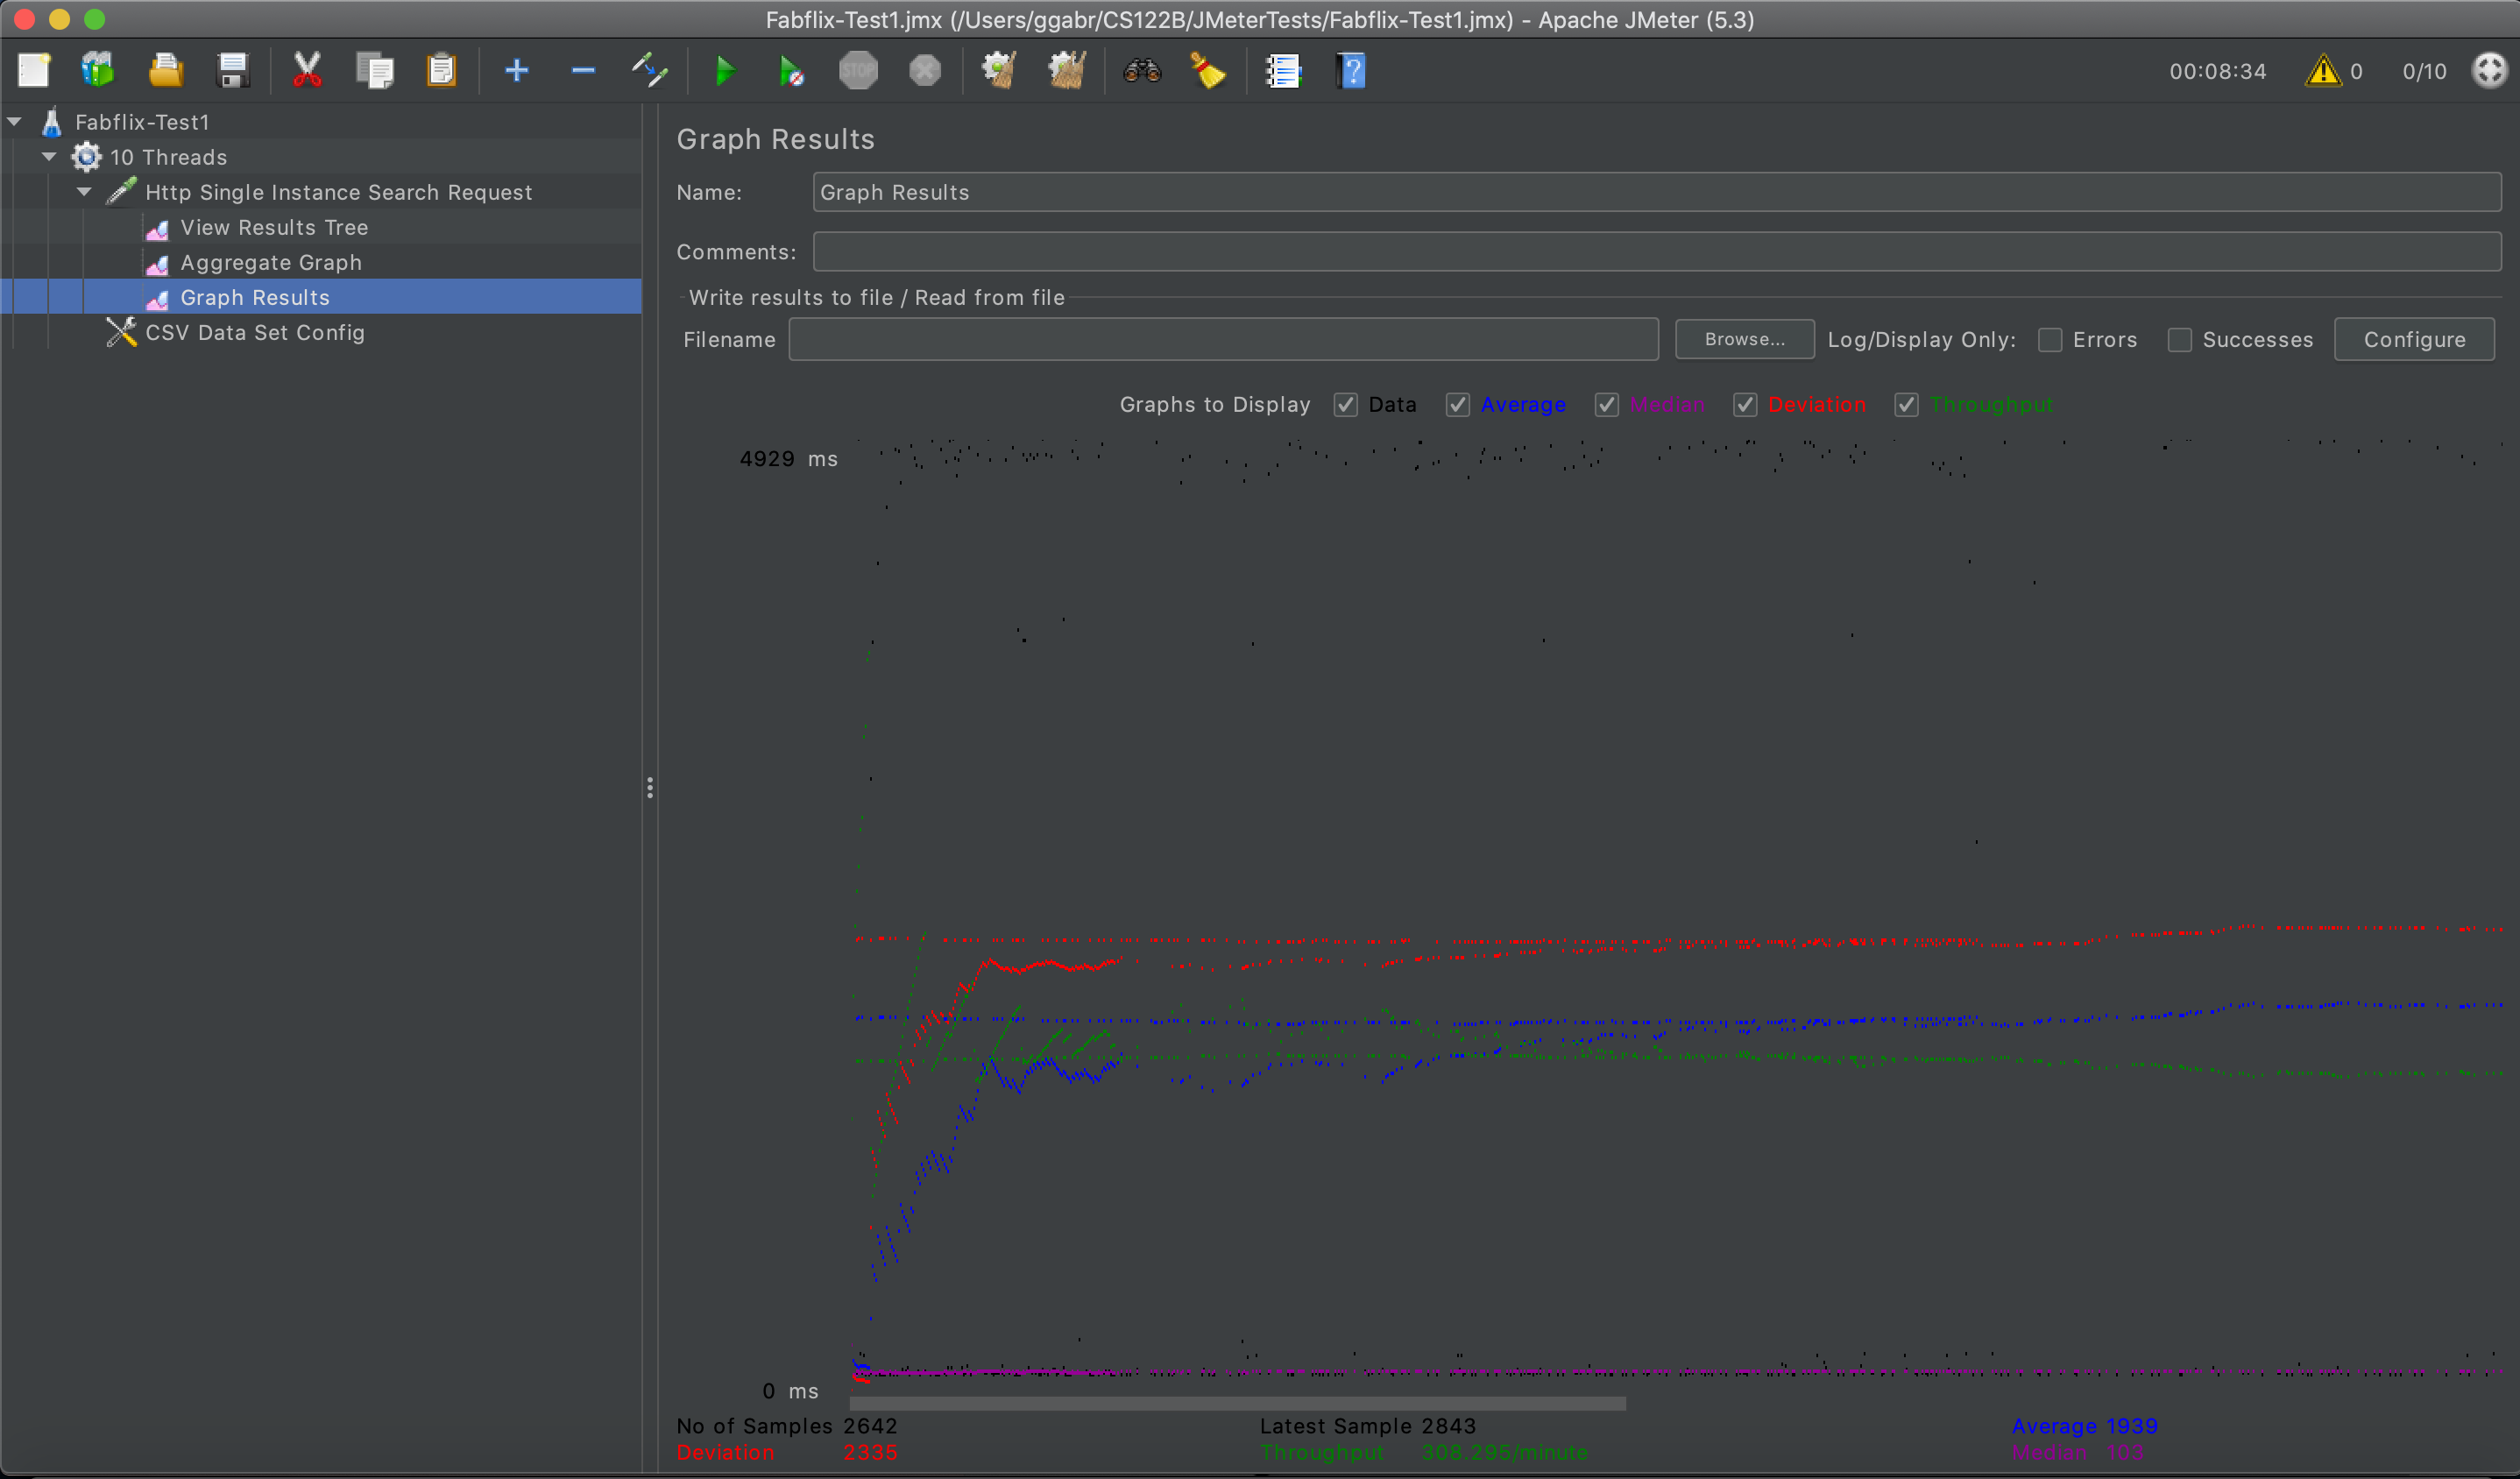 Fabflix-Test1.jmx (/Users/ggabr/CS122B/JMeterTests/Fabflix-Test1.jmx) - Apache JMeter (5.3)
STOP
00:08:34 0 0/10
Fabflix-Test1
10 Threads
Http Single Instance Search Request
View Results Tree
Aggregate Graph
Graph Results
CSV Data Set Config
Graph Results
Name: Graph Results
Comments:
Write results to file / Read from file
Filename Browse... Log/Display Only: Errors Successes Configure
Graphs to Display Data Average Median Deviation Throughput
4929 ms
0 ms
No of Samples 2642 Latest Sample 2843 Average 1939
Deviation 2335 Throughput 308.295/minute Median 103